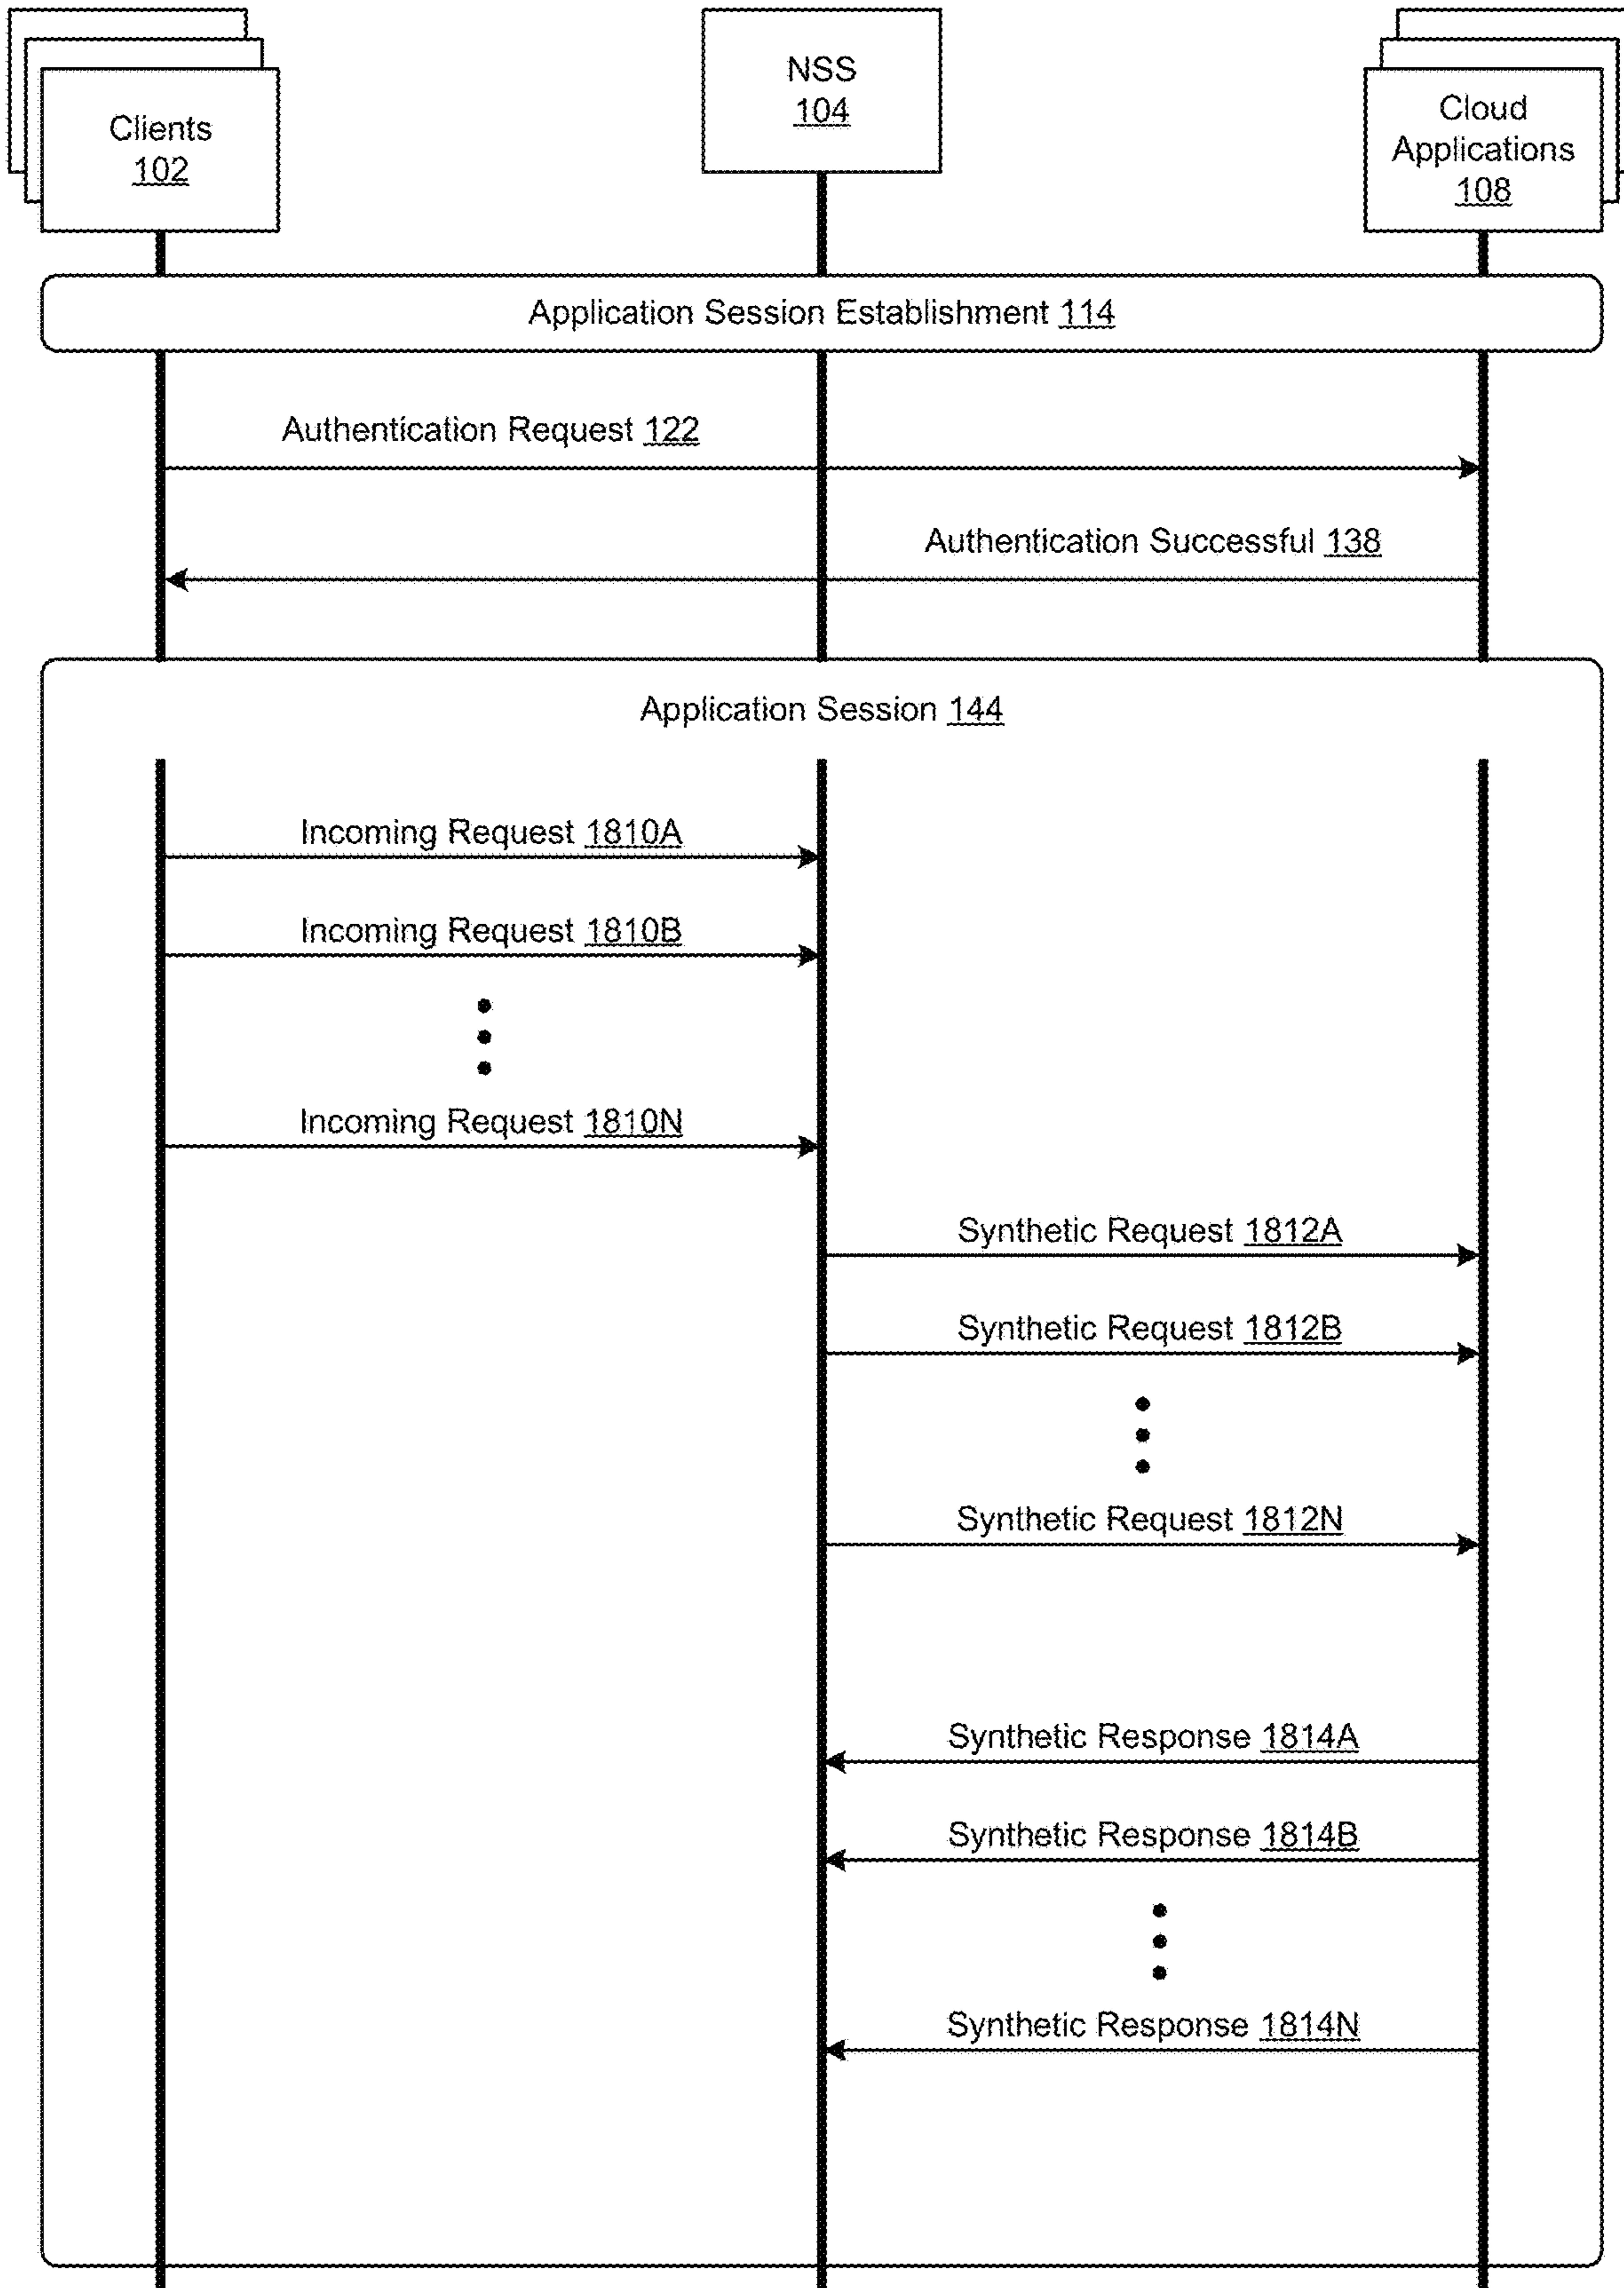 Clients
102
NSS
104
Cloud
Applications
108
Application Session Establishment 114
Authentication Request 122
Authentication Successful 138
Application Session 144
Incoming Request 1810A
Incoming Request 1810B
Incoming Request 1810N
Synthetic Request 1812A
Synthetic Request 1812B
Synthetic Request 1812N
Synthetic Response 1814A
Synthetic Response 1814B
Synthetic Response 1814N